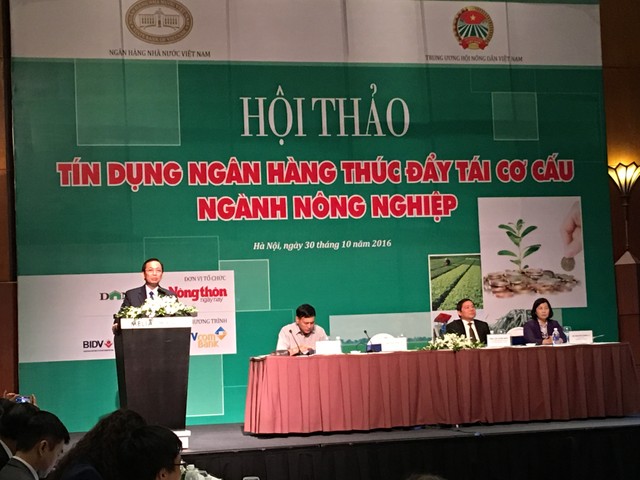 NGÂN HÀNG NHÀ NƯỚC VIỆT NAM
TRUNG ƯƠNG HỘI NÔNG DÂN VIỆT NAM
HỘI THẢO
TÍN DỤNG NGÂN HÀNG THÚC ĐẨY TÁI CƠ CẤU
NGÀNH NÔNG NGHIỆP
Hà Nội, ngày 30 tháng 10 năm 2016
ĐƠN VỊ TỔ CHỨC
Nông thôn
ngày nay
BIDV